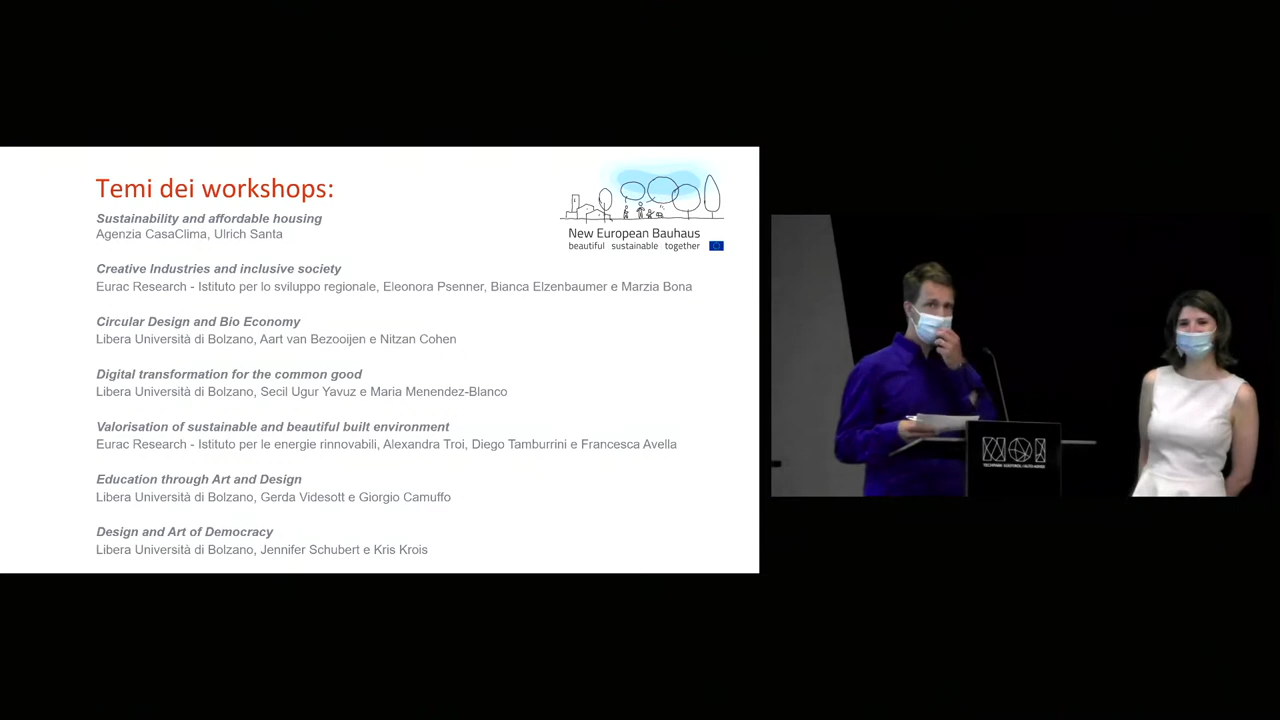 Temi dei workshops:
Sustainability and affordable housing
Agenzia CasaClima, Ulrich Santa
Creative Industries and inclusive society
Eurac Research - Istituto per lo sviluppo regionale, Eleonora Psenner, Bianca Elzenbaumer e Marzia Bona
Circular Design and Bio Economy
Libera Università di Bolzano, Aart van Bezooijen e Nitzan Cohen
Digital transformation for the common good
Libera Università di Bolzano, Secil Ugur Yavuz e Maria Menendez-Blanco
Valorisation of sustainable and beautiful built environment
Eurac Research - Istituto per le energie rinnovabili, Alexandra Troi, Diego Tamburrini e Francesca Avella
Education through Art and Design
Libera Università di Bolzano, Gerda Videsott e Giorgio Camuffo
Design and Art of Democracy
Libera Università di Bolzano, Jennifer Schubert e Kris Krois
New European Bauhaus
beautiful sustainable together
NOI
TECHPARK SÜDTIROL / ALTO ADIGE